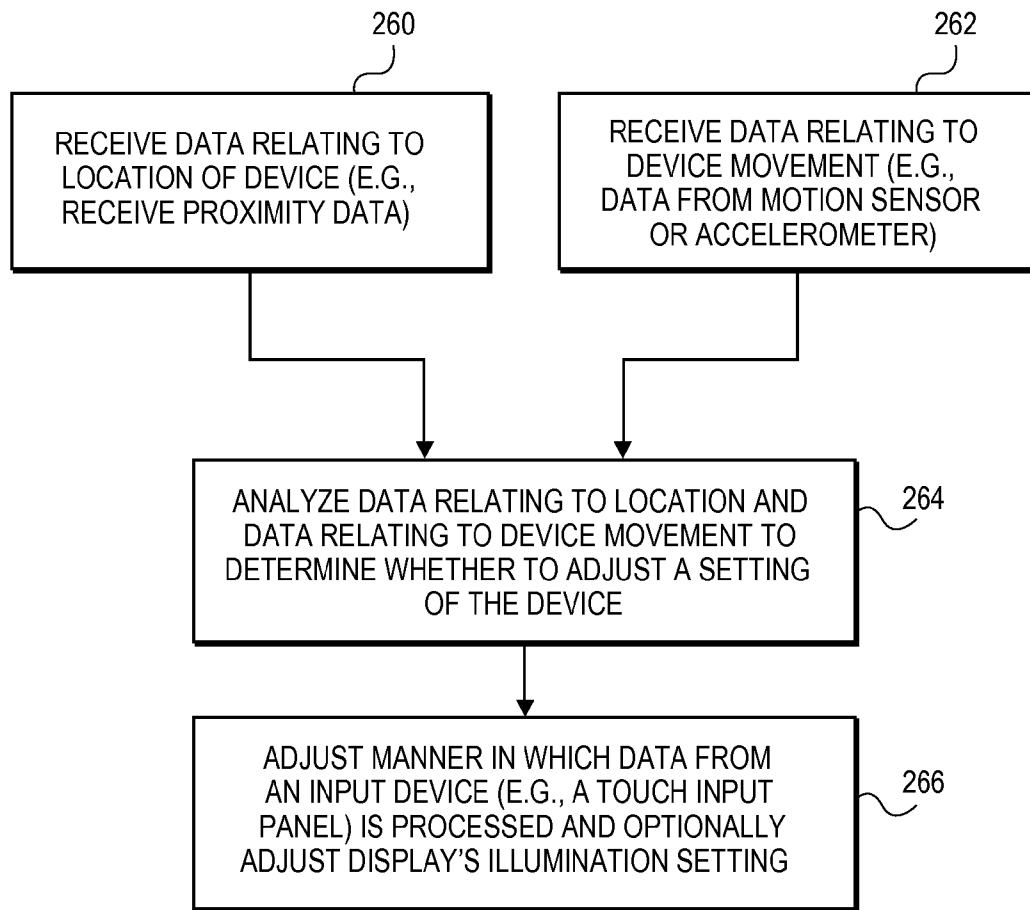 260
RECEIVE DATA RELATING TO
LOCATION OF DEVICE (E.G.,
RECEIVE PROXIMITY DATA)
262
RECEIVE DATA RELATING TO
DEVICE MOVEMENT (E.G.,
DATA FROM MOTION SENSOR
OR ACCELEROMETER)
ANALYZE DATA RELATING TO LOCATION AND
DATA RELATING TO DEVICE MOVEMENT TO
DETERMINE WHETHER TO ADJUST A SETTING
OF THE DEVICE
264
ADJUST MANNER IN WHICH DATA FROM
AN INPUT DEVICE (E.G., A TOUCH INPUT
PANEL) IS PROCESSED AND OPTIONALLY
ADJUST DISPLAY'S ILLUMINATION SETTING
266